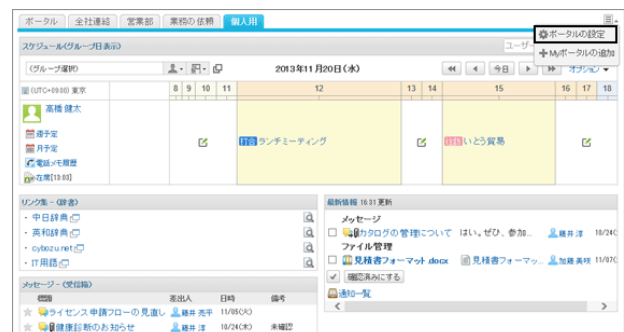 ポータル 全社連絡 営業部 業務の依頼 個人用
ポータルの設定
Myポータルの追加
スケジュール(グループ日表示)
ユーザー
(グループ選択)
2013年11月20日(水)
今日
オプション
(UTC+09:00) 東京 8 9 10 11 12 13 14 15 16 17 18
高橋 健太
週予定
月予定
電話メモ履歴
在席[13:03]
打合 ランチミーティング
いとう貿易
リンク集 - (辞書)
・中日辞典
・英和辞典
・cybozu.net
・IT用語
最新情報 16:31 更新
メッセージ
カタログの管理について はい。ぜひ、参加... 藤井 洋 10/24(
ファイル管理
見積書フォーマット.docx 見積書フォーマッ... 加藤 美咲 11/07(
確認済みにする
通知一覧
メッセージ - (受信箱)
標題 差出人 日時 備考
ライセンス申請フローの見直し 藤井 亮平 11/05(火)
健康診断のお知らせ 藤井 洋 10/24(木) 未確認